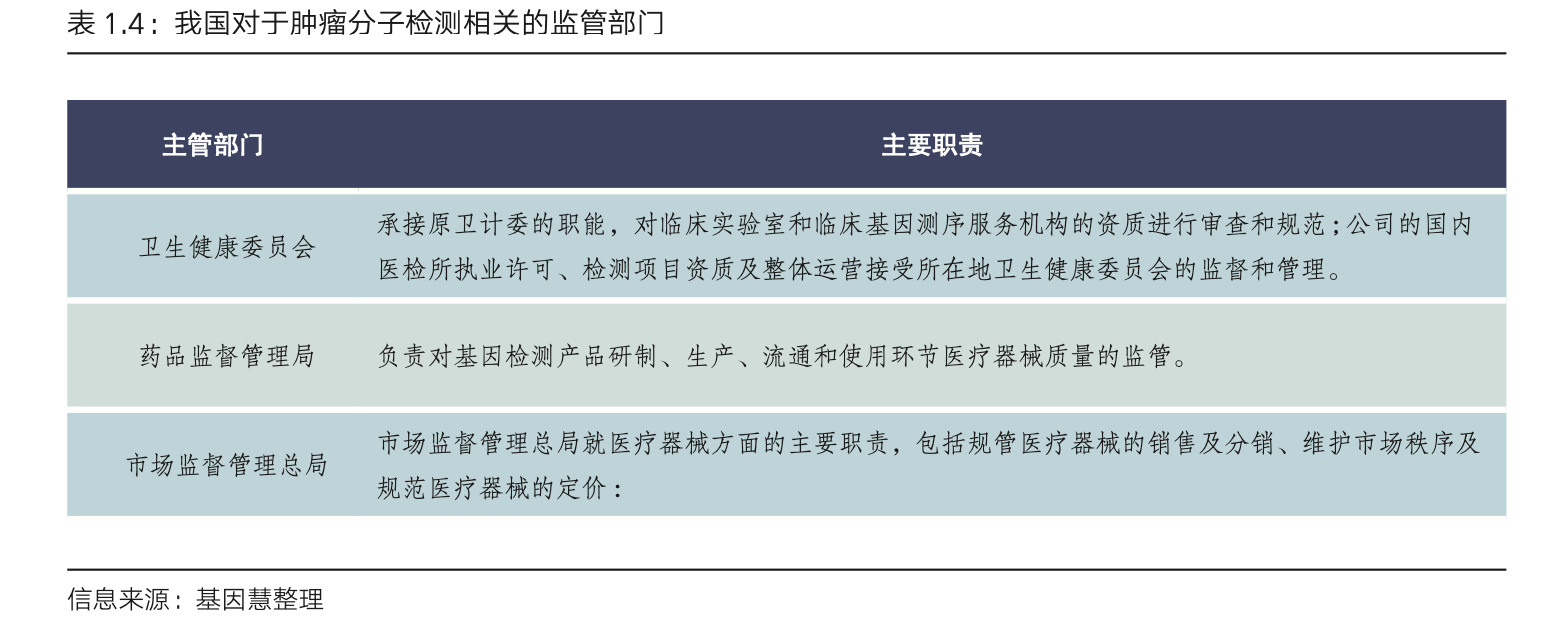 表 1.4：我国对于肿瘤分子检测相关的监管部门
主管部门
主要职责
卫生健康委员会
承接原卫计委的职能，对临床实验室和临床基因测序服务机构的资质进行审查和规范；公司的国内
医检所执业许可、检测项目资质及整体运营接受所在地卫生健康委员会的监督和管理。
药品监督管理局
负责对基因检测产品研制、生产、流通和使用环节医疗器械质量的监管。
市场监督管理总局
市场监督管理总局就医疗器械方面的主要职责，包括规管医疗器械的销售及分销、维护市场秩序及
规范医疗器械的定价：
信息来源：基因慧整理